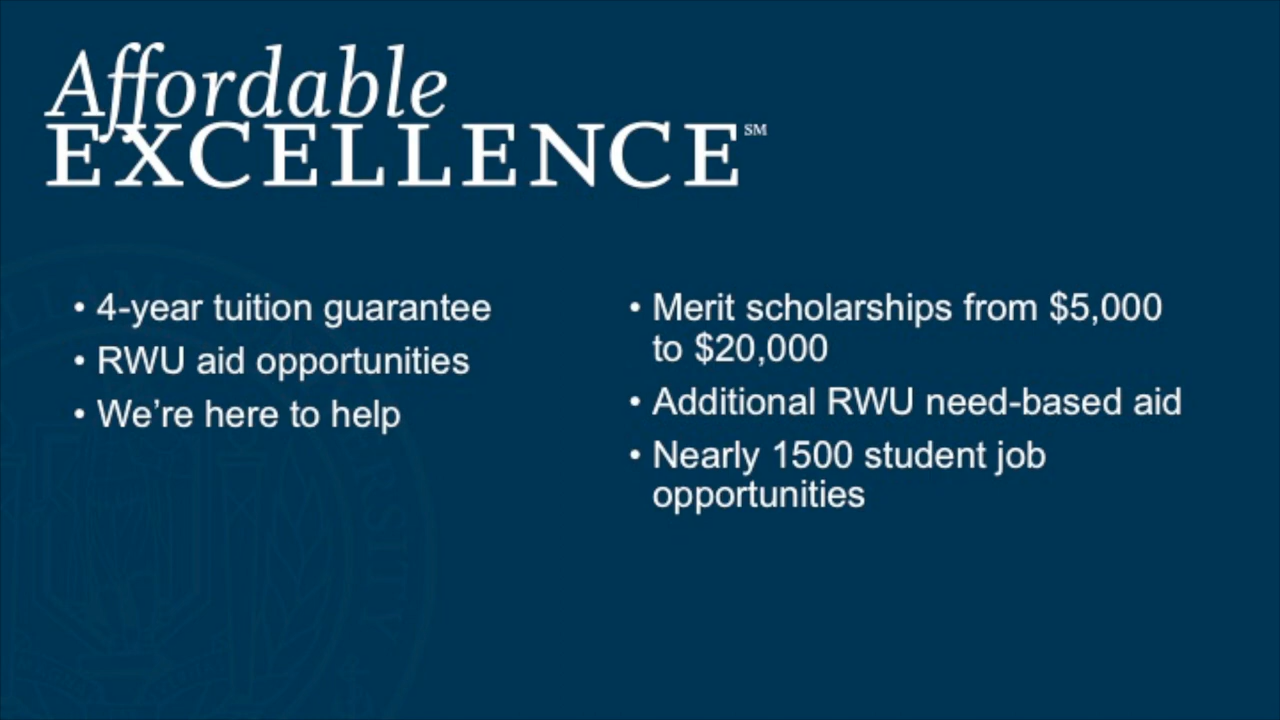 Affordable
EXCELLENCE℠
• 4-year tuition guarantee
• RWU aid opportunities
• We’re here to help
• Merit scholarships from $5,000
to $20,000
• Additional RWU need-based aid
• Nearly 1500 student job
opportunities